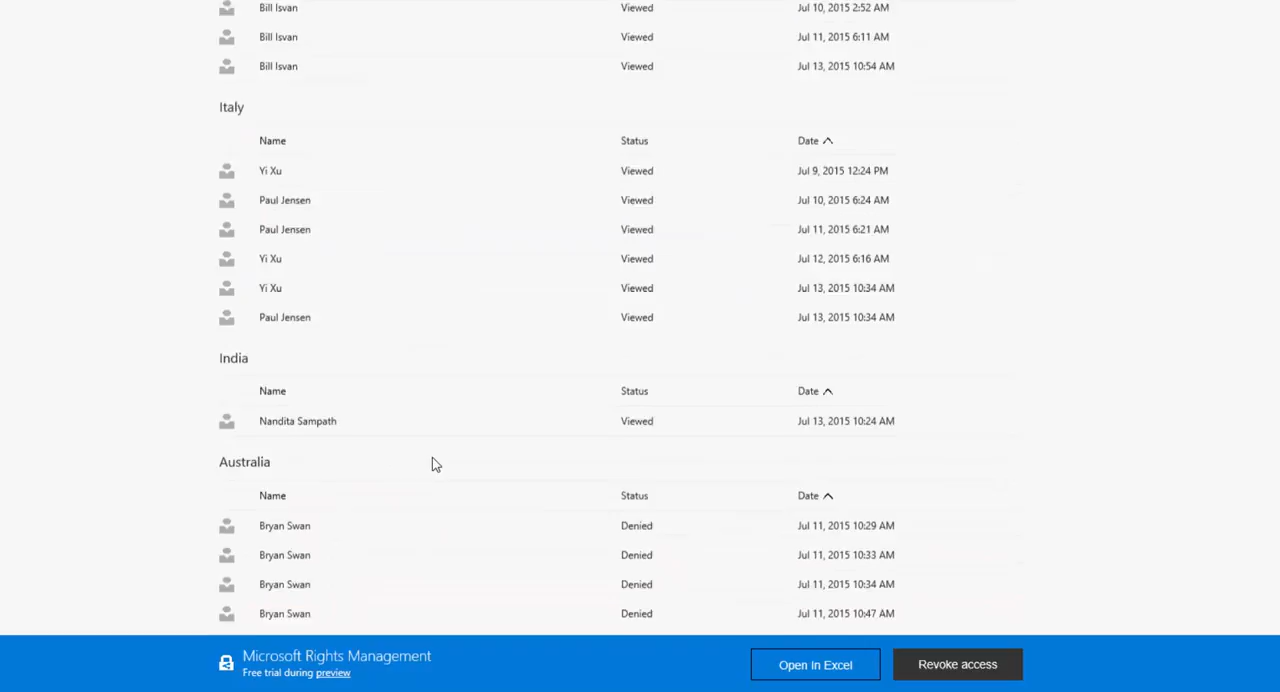 Bill Isvan Viewed Jul 10, 2015 2:52 AM
Bill Isvan Viewed Jul 11, 2015 6:11 AM
Bill Isvan Viewed Jul 13, 2015 10:54 AM
Italy
Name Status Date
Yi Xu Viewed Jul 9, 2015 12:24 PM
Paul Jensen Viewed Jul 10, 2015 6:24 AM
Paul Jensen Viewed Jul 11, 2015 6:21 AM
Yi Xu Viewed Jul 12, 2015 6:16 AM
Yi Xu Viewed Jul 13, 2015 10:34 AM
Paul Jensen Viewed Jul 13, 2015 10:34 AM
India
Name Status Date
Nandita Sampath Viewed Jul 13, 2015 10:24 AM
Australia
Name Status Date
Bryan Swan Denied Jul 11, 2015 10:29 AM
Bryan Swan Denied Jul 11, 2015 10:33 AM
Bryan Swan Denied Jul 11, 2015 10:34 AM
Bryan Swan Denied Jul 11, 2015 10:47 AM
Microsoft Rights Management
Free trial during preview
Open In Excel
Revoke access